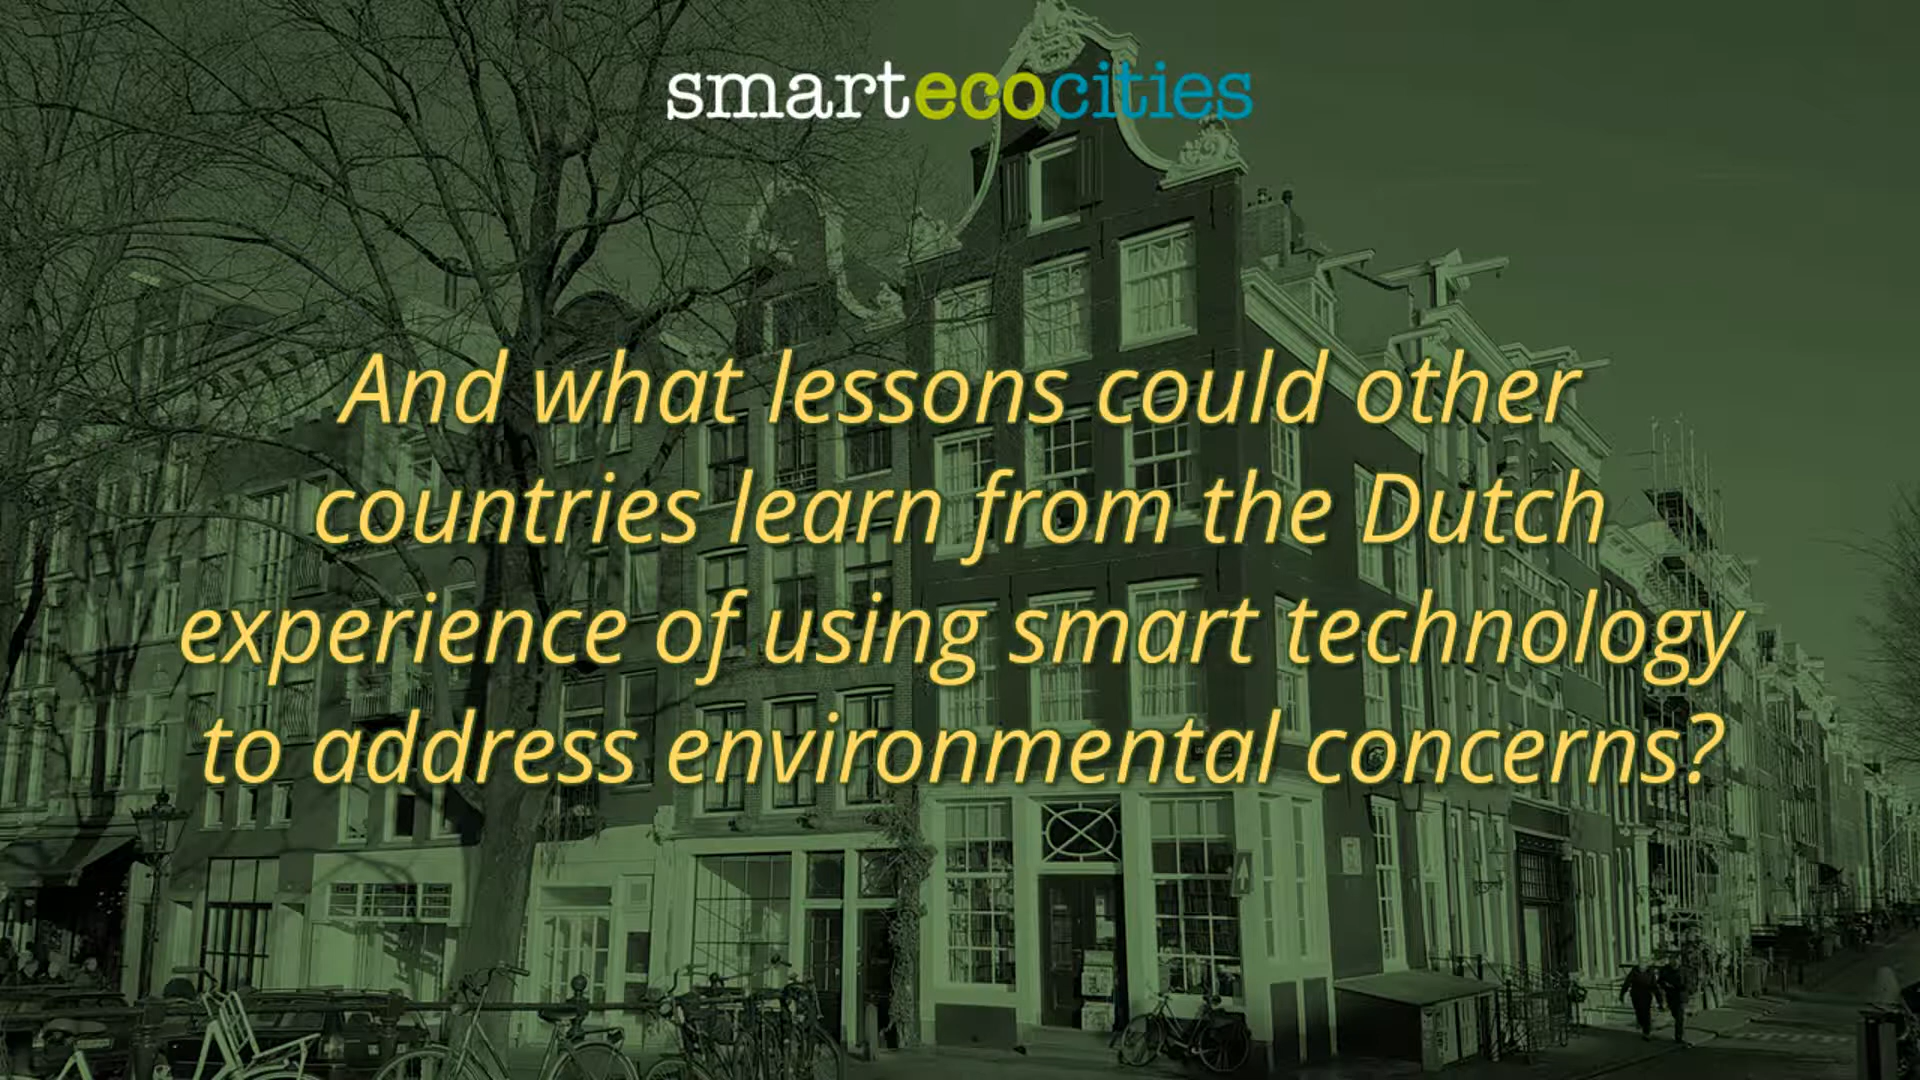 smartecocities
And what lessons could other
countries learn from the Dutch
experience of using smart technology
to address environmental concerns?